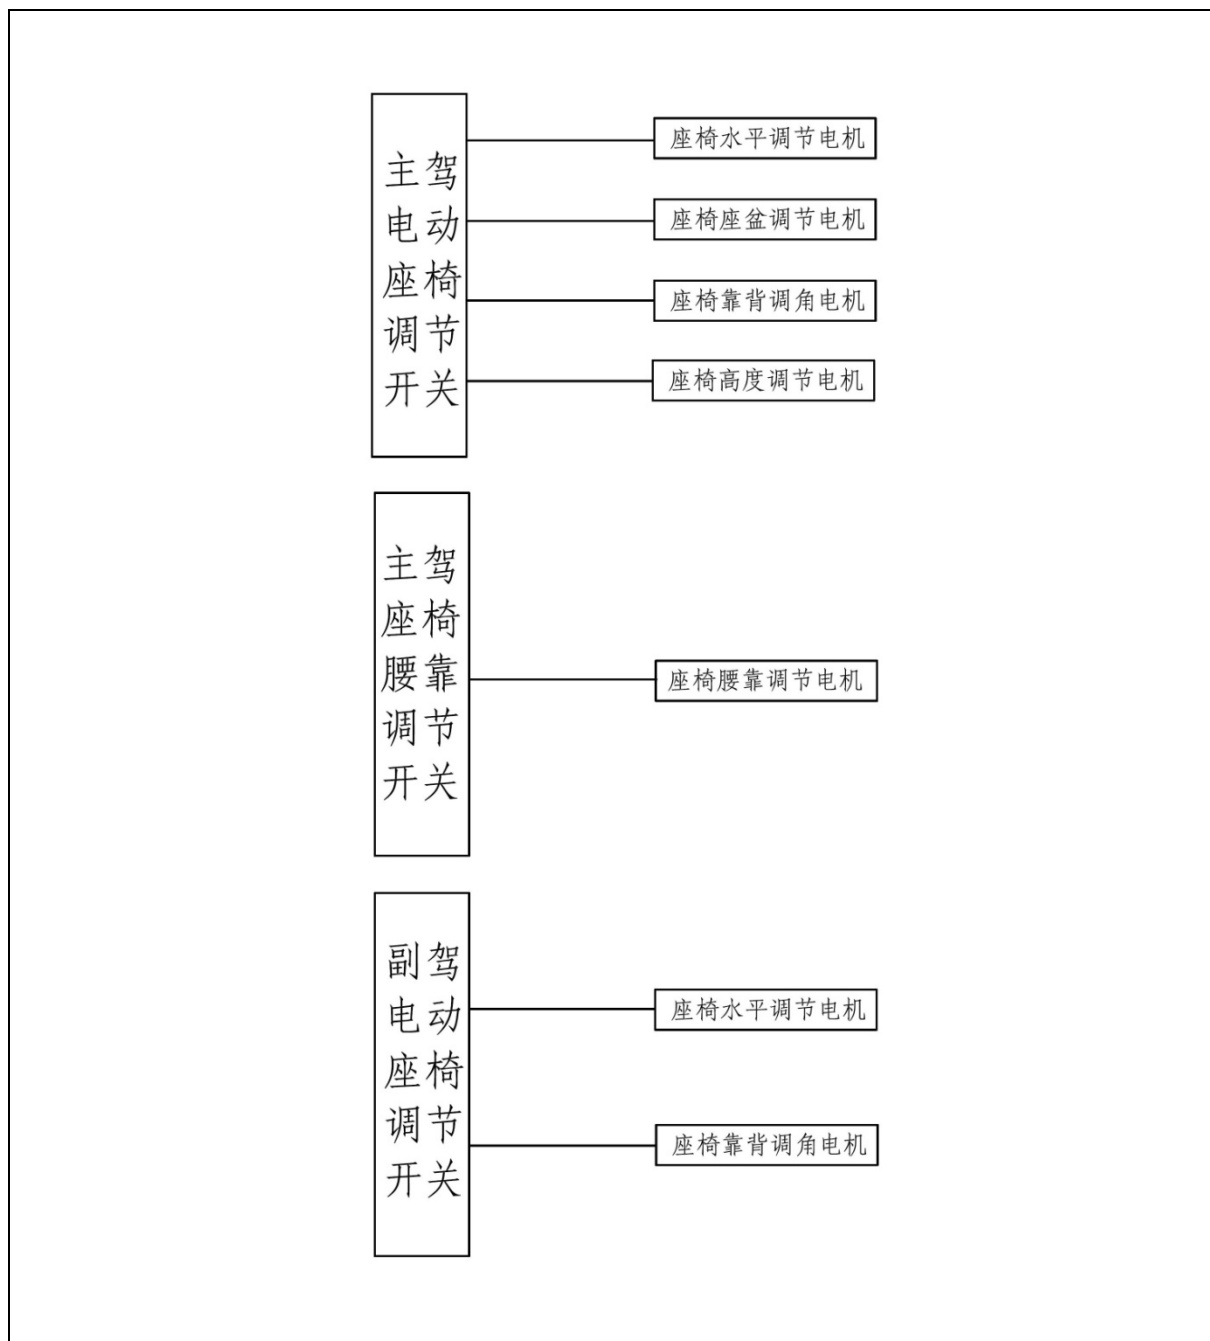 主驾
电动
座椅
调节
开关
座椅水平调节电机
座椅座盆调节电机
座椅靠背调角电机
座椅高度调节电机
主驾
座椅
腰靠
调节
开关
座椅腰靠调节电机
副驾
电动
座椅
调节
开关
座椅水平调节电机
座椅靠背调角电机